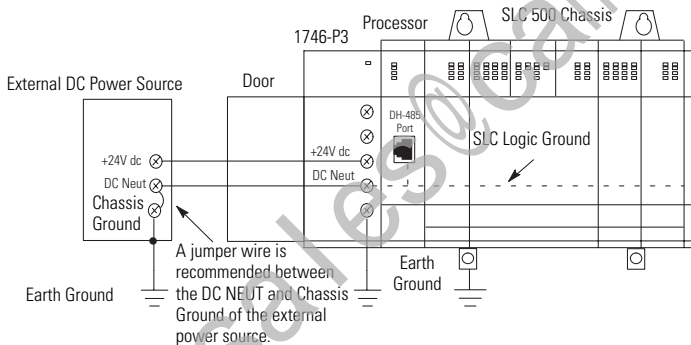 SLC 500 Chassis
Processor
1746-P3
External DC Power Source
Door
DH-485
Port
SLC Logic Ground
+24V dc
+24V dc
DC Neut
DC Neut
Chassis
Ground
A jumper wire is
recommended between
the DC NEUT and Chassis
Ground of the external
power source.
Earth Ground
Earth
Ground
sales@cal